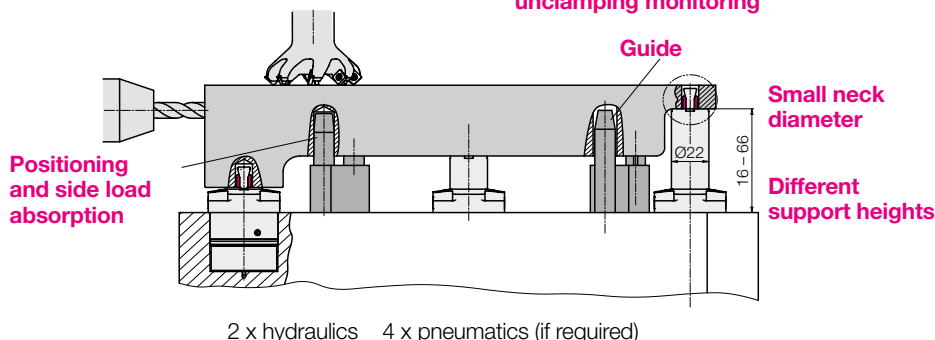 unclamping monitoring
Guide
Small neck
diameter
Positioning
and side load
absorption
Ø22
16 – 66
Different
support heights
2 x hydraulics 4 x pneumatics (if required)